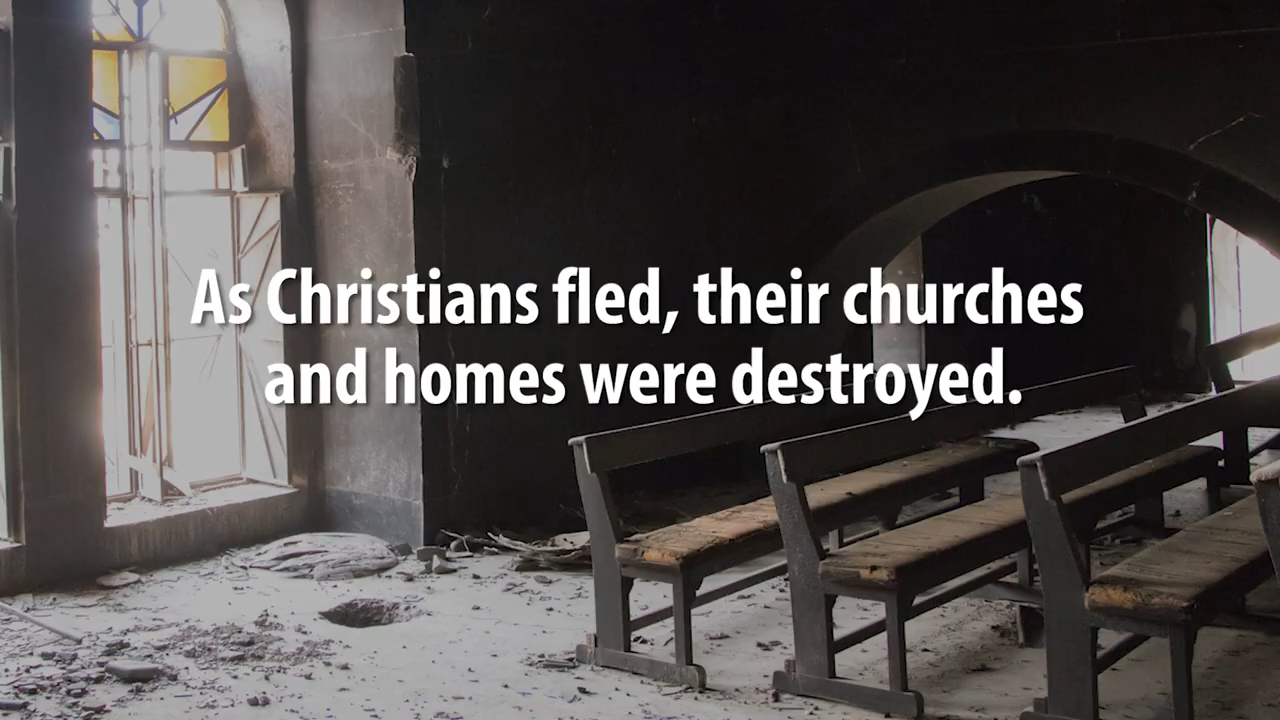 As Christians fled, their churches
and homes were destroyed.